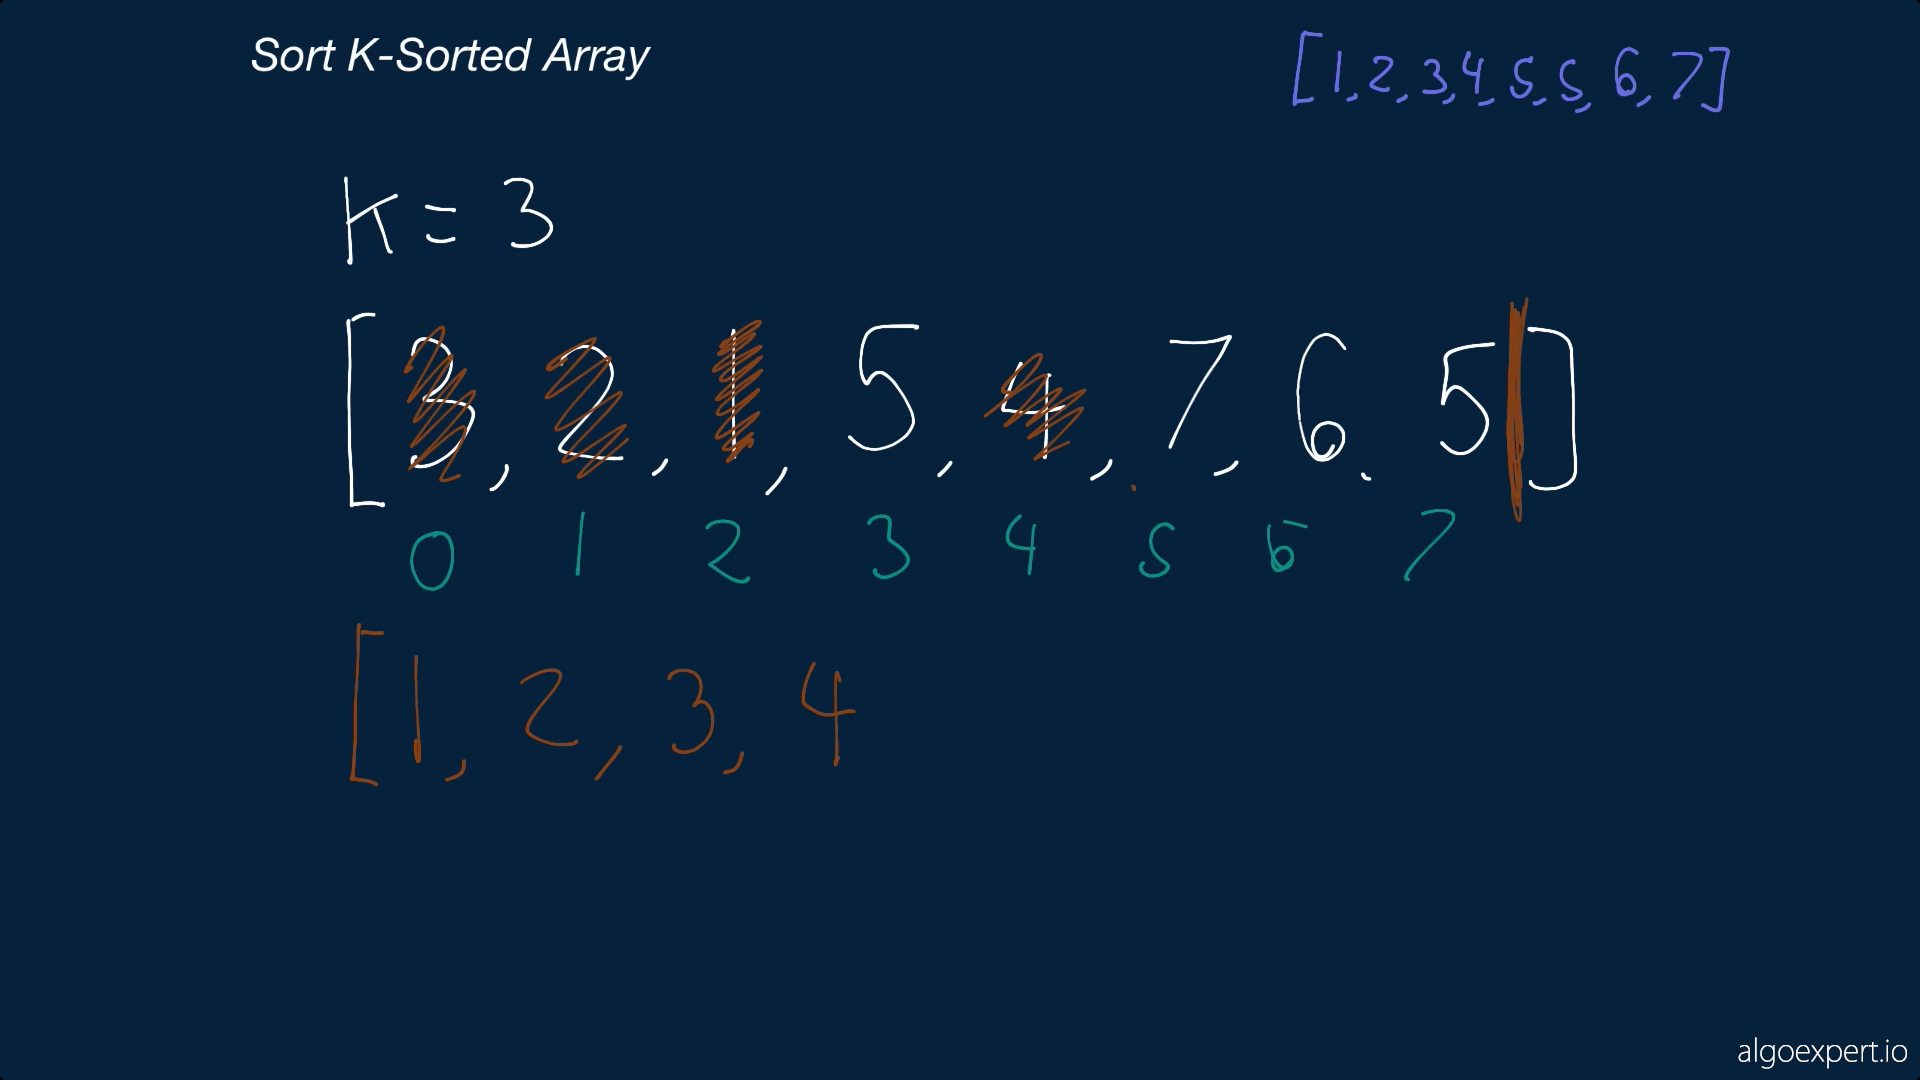 Sort K-Sorted Array
[1, 2, 3, 4, 5, 5, 6, 7]
K = 3
[3, 2, 1, 5, 4, 7, 6, 5]
0 1 2 3 4 5 6 7
[1, 2, 3, 4
algoexpert.io